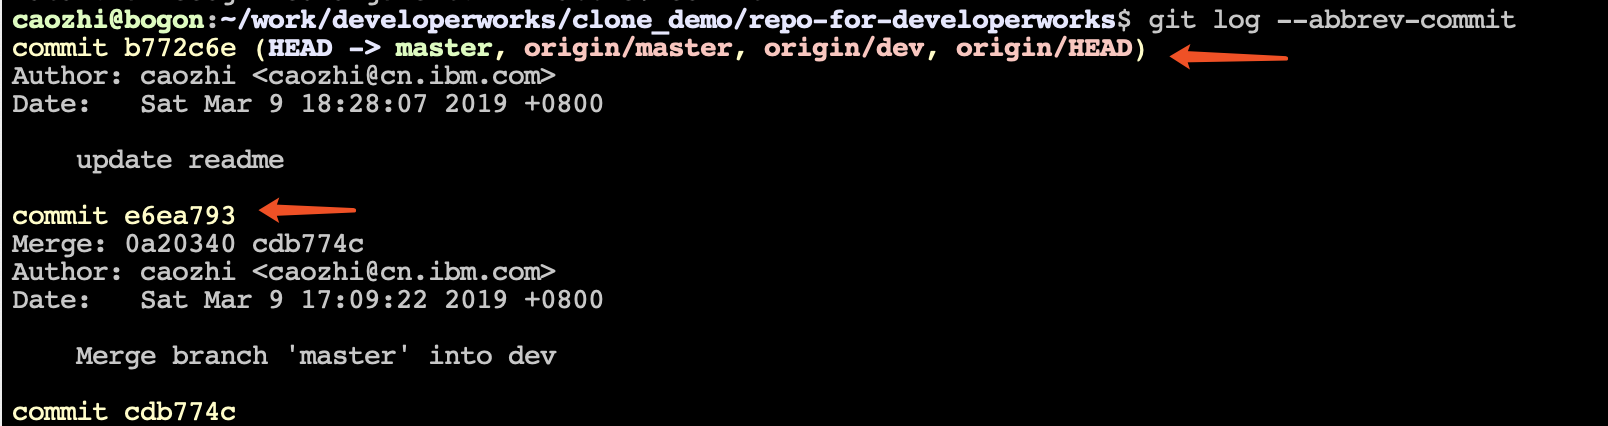 caozhi@bogon:~/work/developerworks/clone_demo/repo-for-developerworks$ git log --abbrev-commit
commit b772c6e (HEAD -> master, origin/master, origin/dev, origin/HEAD)
Author: caozhi <caozhi@cn.ibm.com>
Date:   Sat Mar 9 18:28:07 2019 +0800
    update readme
commit e6ea793
Merge: 0a20340 cdb774c
Author: caozhi <caozhi@cn.ibm.com>
Date:   Sat Mar 9 17:09:22 2019 +0800
    Merge branch 'master' into dev
commit cdb774c